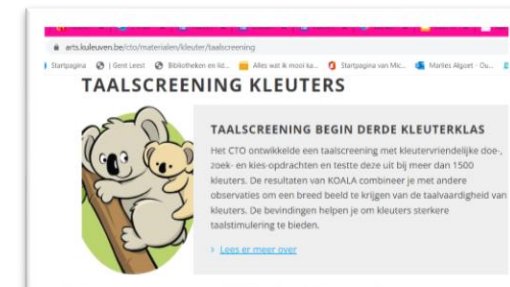 arts.kuleuven.be/cto/materialen/kleuter/taalscreening
Startpagina | Gent Leest Bibliotheken en lid... Alles wat ik mooi ka... Startpagina van Mic... Marlies Algoet - Ou...
TAALSCREENING KLEUTERS
TAALSCREENING BEGIN DERDE KLEUTERKLAS
Het CTO ontwikkelde een taalscreening met kleutervriendelijke doe-,
zoek- en kies-opdrachten en testte deze uit bij meer dan 1500
kleuters. De resultaten van KOALA combineer je met andere
observaties om een breed beeld te krijgen van de taalvaardigheid van
kleuters. De bevindingen helpen je om kleuters sterkere
taalstimulering te bieden.
> Lees er meer over